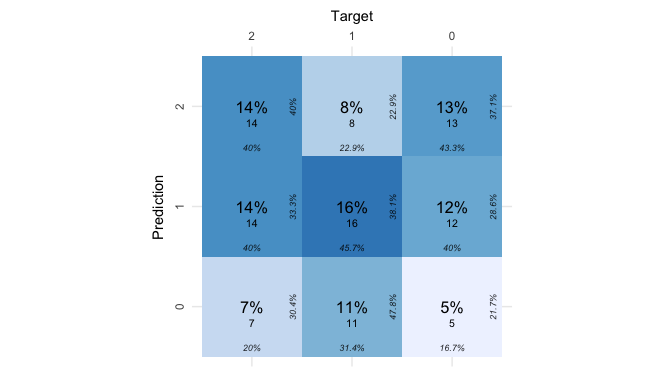 Target
2 1 0
Prediction
2
14% 8% 13%
14 8 13
40% 22.9% 37.1%
40% 22.9% 43.3%
1
14% 16% 12%
14 16 12
33.3% 38.1% 28.6%
40% 45.7% 40%
0
7% 11% 5%
7 11 5
30.4% 47.8% 21.7%
20% 31.4% 16.7%